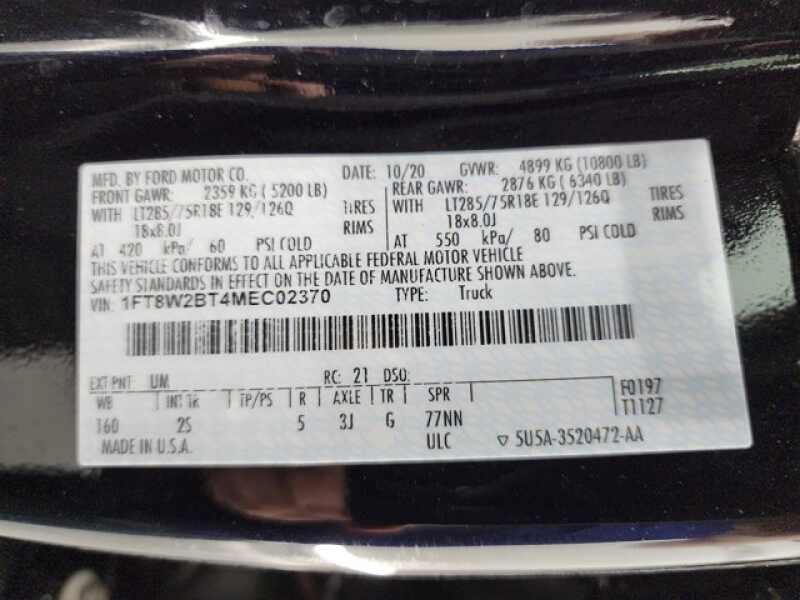 MFD. BY FORD MOTOR CO. DATE: 10/20 GVWR: 4899 KG (10800 LB)
FRONT GAWR: 2359 KG (5200 LB) REAR GAWR: 2876 KG (6340 LB)
WITH LT285/75R18E 129/126Q TIRES WITH LT285/75R18E 129/126Q TIRES
18x8.0J RIMS 18x8.0J RIMS
AT 420 kPa/ 60 PSI COLD AT 550 kPa/ 80 PSI COLD
THIS VEHICLE CONFORMS TO ALL APPLICABLE FEDERAL MOTOR VEHICLE
SAFETY STANDARDS IN EFFECT ON THE DATE OF MANUFACTURE SHOWN ABOVE.
VIN: 1FT8W2BT4MEC02370 TYPE: Truck
EXT PNT UM RC: 21 DSO: F0197
WB INT TR TP/PS R AXLE TR SPR T1127
160 2S 5 3J G 77NN
MADE IN U.S.A. ULC ▽ 5U5A-3520472-AA